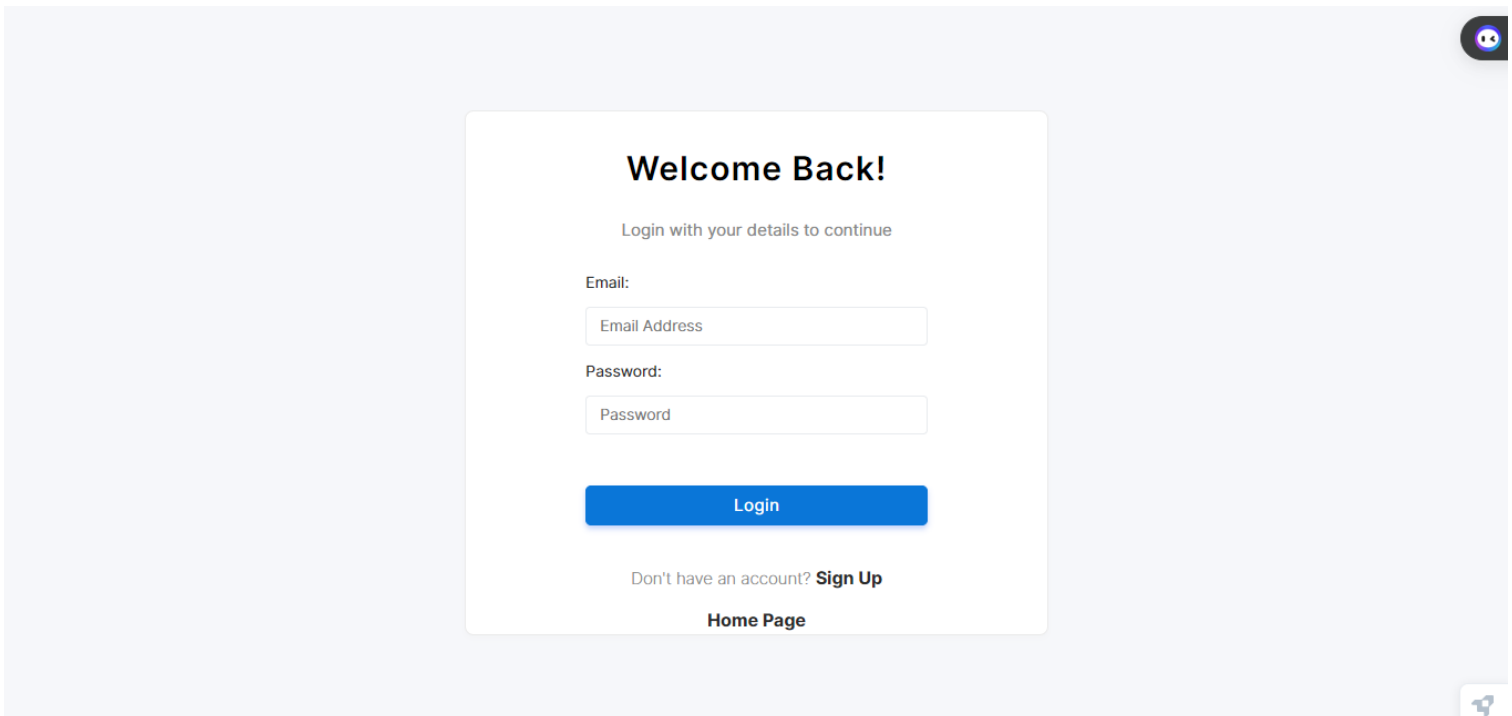 Welcome Back!
Login with your details to continue
Email:
Email Address
Password:
Password
Login
Don't have an account? Sign Up
Home Page